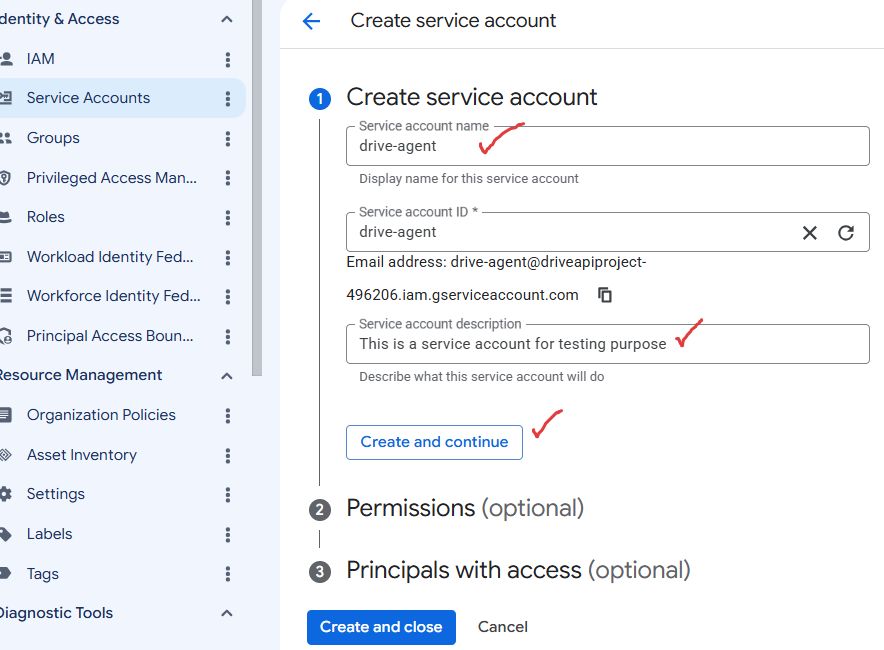 dentity & Access
IAM
Service Accounts
Groups
Privileged Access Man...
Roles
Workload Identity Fed...
Workforce Identity Fed...
Principal Access Boun...
Resource Management
Organization Policies
Asset Inventory
Settings
Labels
Tags
Diagnostic Tools
Create service account
1 Create service account
Service account name
drive-agent
Display name for this service account
Service account ID *
drive-agent
Email address: drive-agent@driveapiproject-
496206.iam.gserviceaccount.com
Service account description
This is a service account for testing purpose
Describe what this service account will do
Create and continue
2 Permissions (optional)
3 Principals with access (optional)
Create and close
Cancel